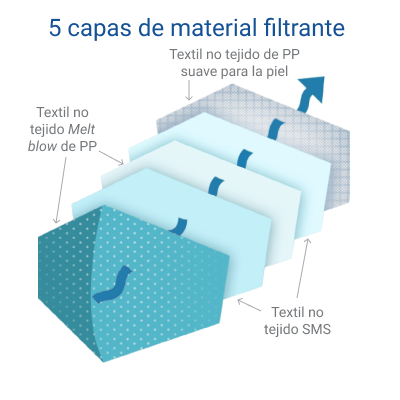 5 capas de material filtrante
Textil no tejido de PP
suave para la piel
Textil no
tejido Melt
blow de PP
Textil no
tejido SMS